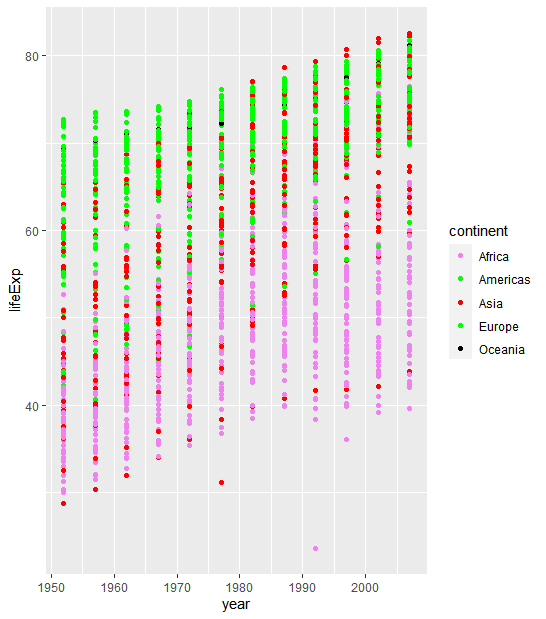 80
60
40
lifeExp
1950
1960
1970
1980
1990
2000
year
continent
Africa
Americas
Asia
Europe
Oceania